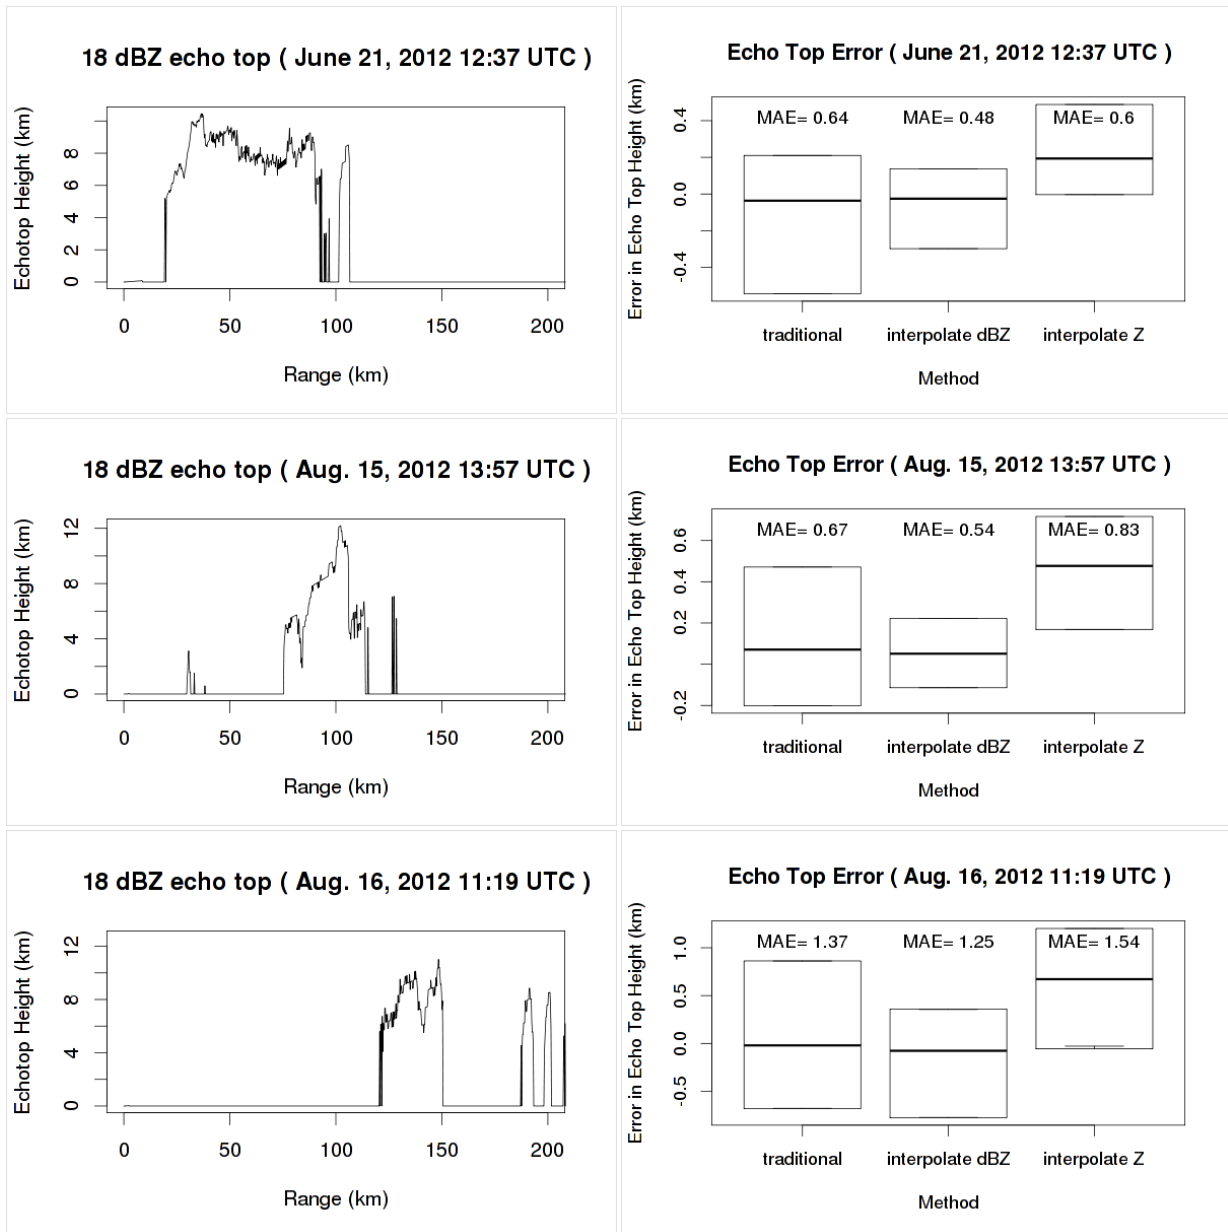 18 dBZ echo top ( June 21, 2012 12:37 UTC )
Echotop Height (km)
8
6
4
2
0
0 50 100 150 200
Range (km)
Echo Top Error ( June 21, 2012 12:37 UTC )
Error in Echo Top Height (km)
0.4
0.0
-0.4
MAE= 0.64 MAE= 0.48 MAE= 0.6
traditional interpolate dBZ interpolate Z
Method
18 dBZ echo top ( Aug. 15, 2012 13:57 UTC )
Echotop Height (km)
12
8
4
0
0 50 100 150 200
Range (km)
Echo Top Error ( Aug. 15, 2012 13:57 UTC )
Error in Echo Top Height (km)
0.6
0.4
0.2
-0.2
MAE= 0.67 MAE= 0.54 MAE= 0.83
traditional interpolate dBZ interpolate Z
Method
18 dBZ echo top ( Aug. 16, 2012 11:19 UTC )
Echotop Height (km)
12
8
4
0
0 50 100 150 200
Range (km)
Echo Top Error ( Aug. 16, 2012 11:19 UTC )
Error in Echo Top Height (km)
1.0
0.5
0.0
-0.5
MAE= 1.37 MAE= 1.25 MAE= 1.54
traditional interpolate dBZ interpolate Z
Method